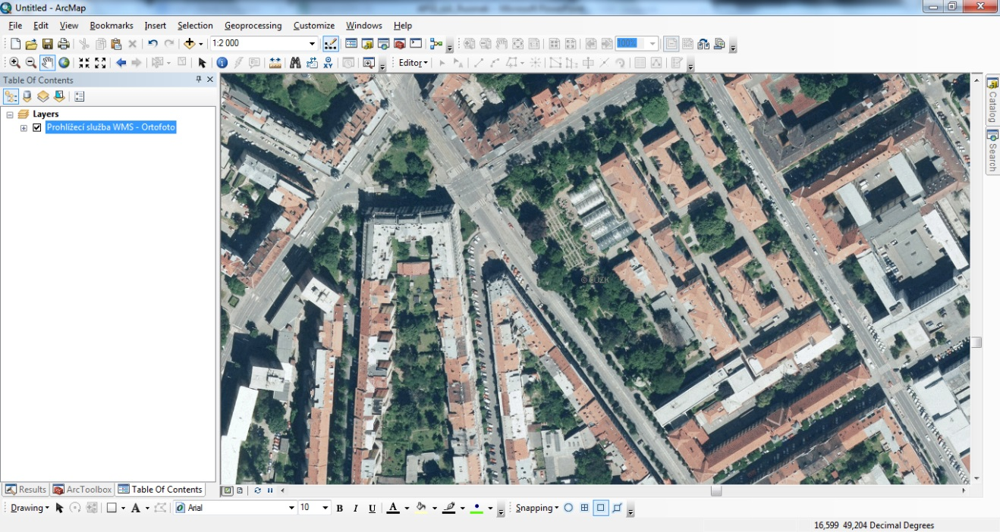 Untitled - ArcMap
File Edit View Bookmarks Insert Selection Geoprocessing Customize Windows Help
1:2 000
100%
Editor
Table Of Contents
Layers
Prohlížecí služba WMS - Ortofoto
Catalog
Search
© ČÚZK
Results ArcToolbox Table Of Contents
Drawing A Arial 10 B I U A Snapping
16,599 49,204 Decimal Degrees